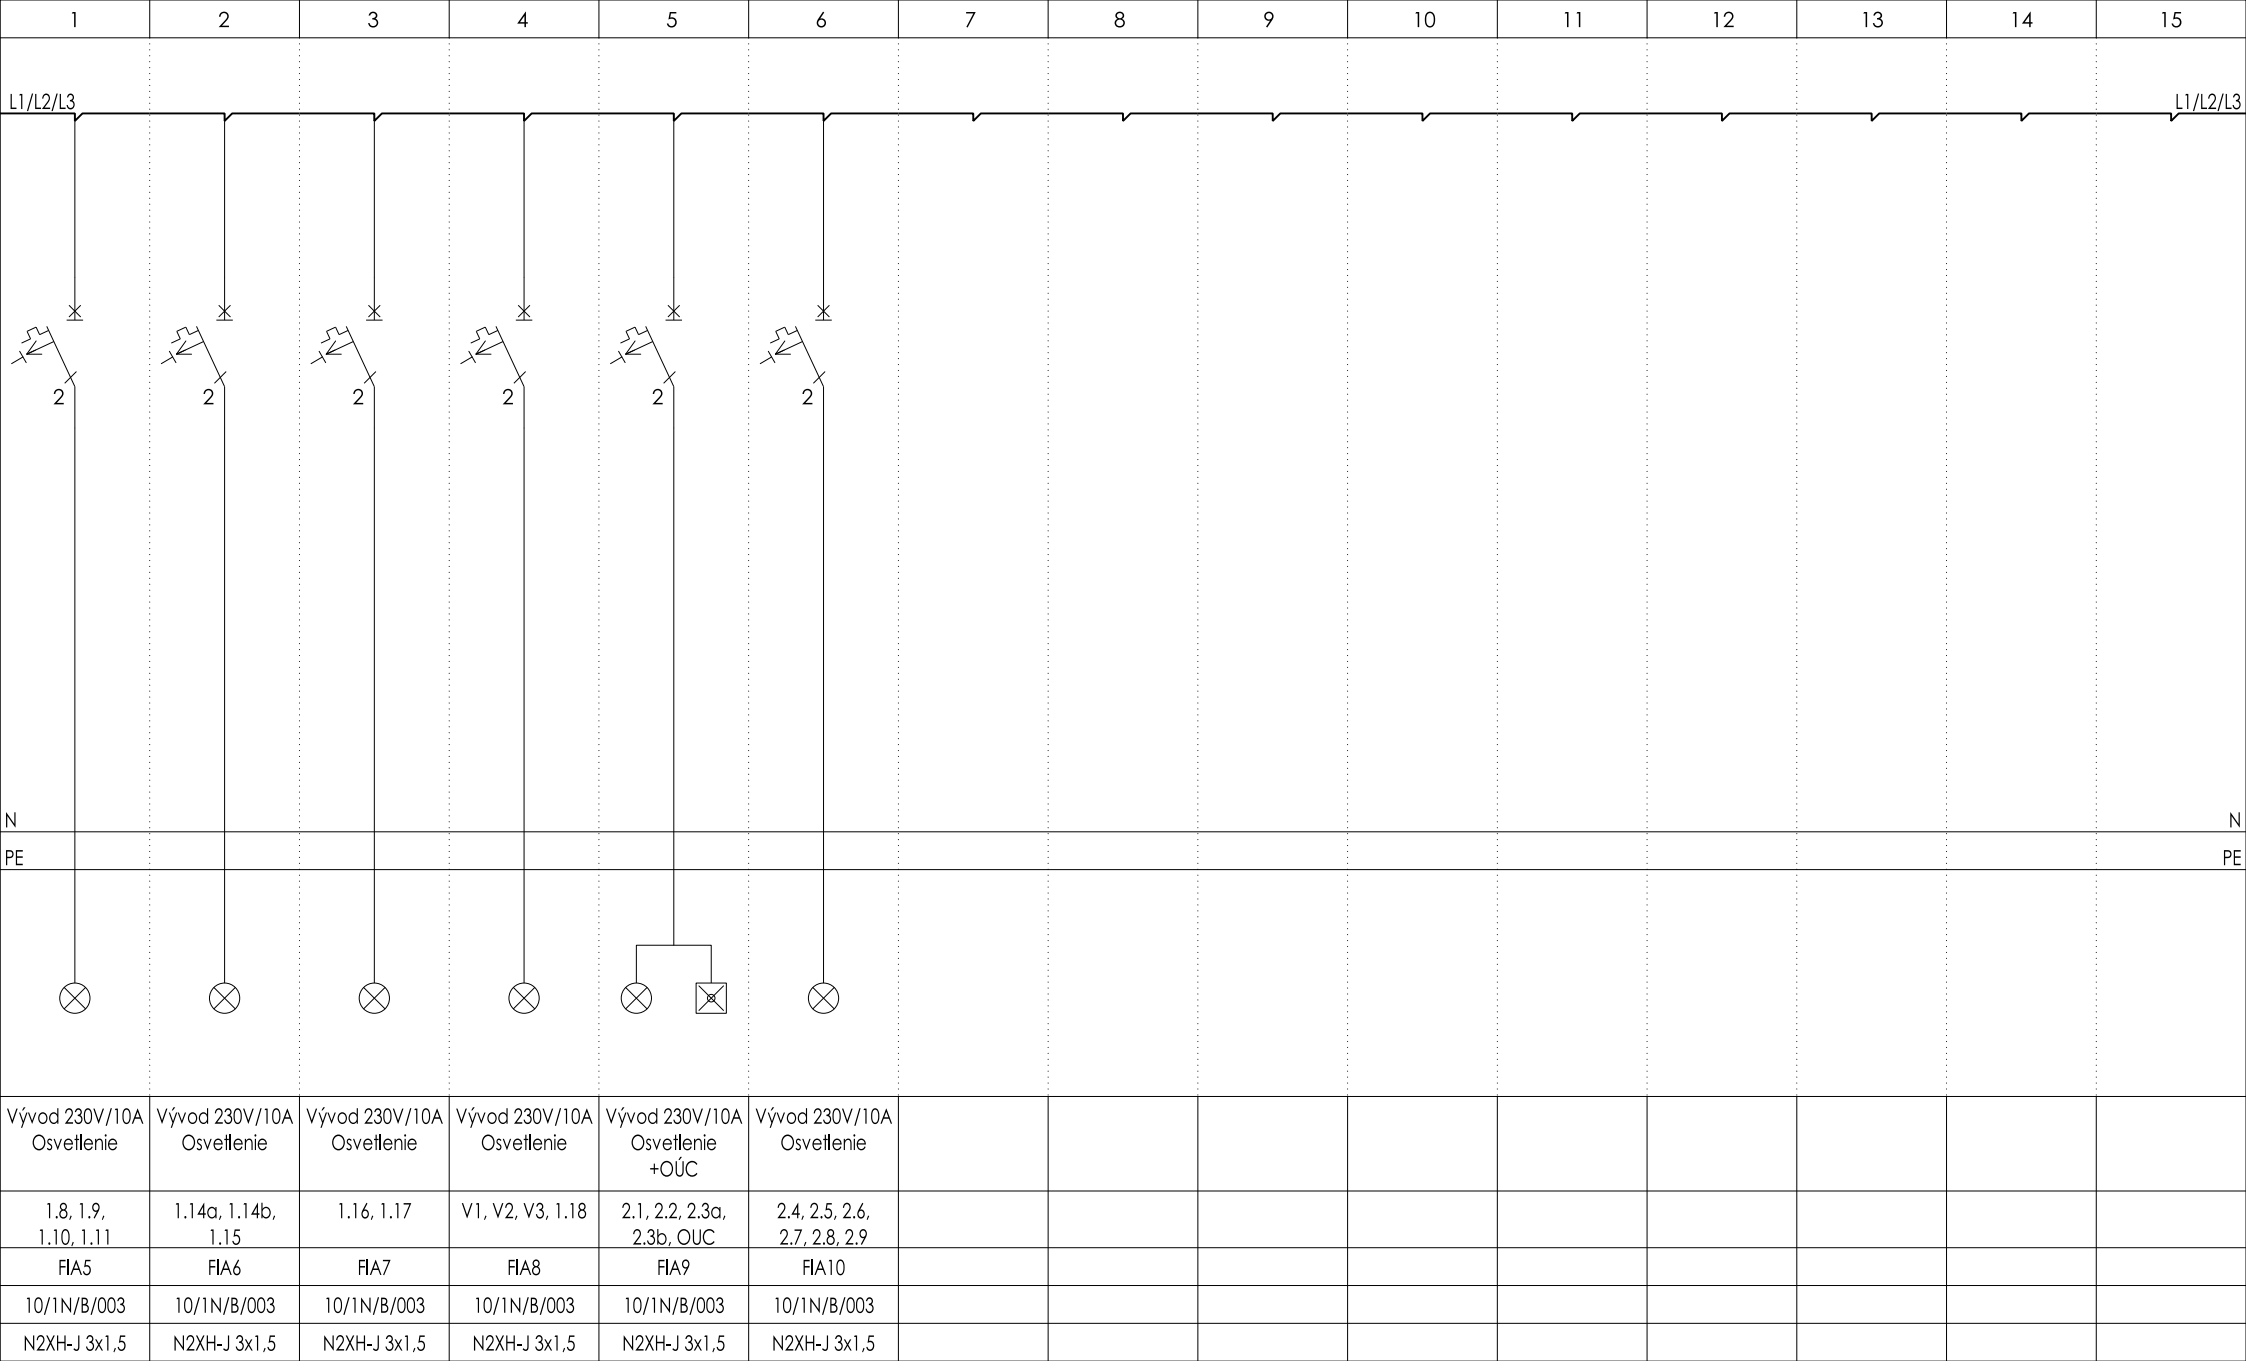 1 2 3 4 5 6 7 8 9 10 11 12 13 14 15
L1/L2/L3 L1/L2/L3
2 2 2 2 2 2
N N
PE PE
Vývod 230V/10A Vývod 230V/10A Vývod 230V/10A Vývod 230V/10A Vývod 230V/10A Vývod 230V/10A
Osvetlenie Osvetlenie Osvetlenie Osvetlenie Osvetlenie Osvetlenie
+OÚC
1.8, 1.9, 1.14a, 1.14b, 1.16, 1.17 V1, V2, V3, 1.18 2.1, 2.2, 2.3a, 2.4, 2.5, 2.6,
1.10, 1.11 1.15 2.3b, OUC 2.7, 2.8, 2.9
FIA5 FIA6 FIA7 FIA8 FIA9 FIA10
10/1N/B/003 10/1N/B/003 10/1N/B/003 10/1N/B/003 10/1N/B/003 10/1N/B/003
N2XH-J 3x1,5 N2XH-J 3x1,5 N2XH-J 3x1,5 N2XH-J 3x1,5 N2XH-J 3x1,5 N2XH-J 3x1,5